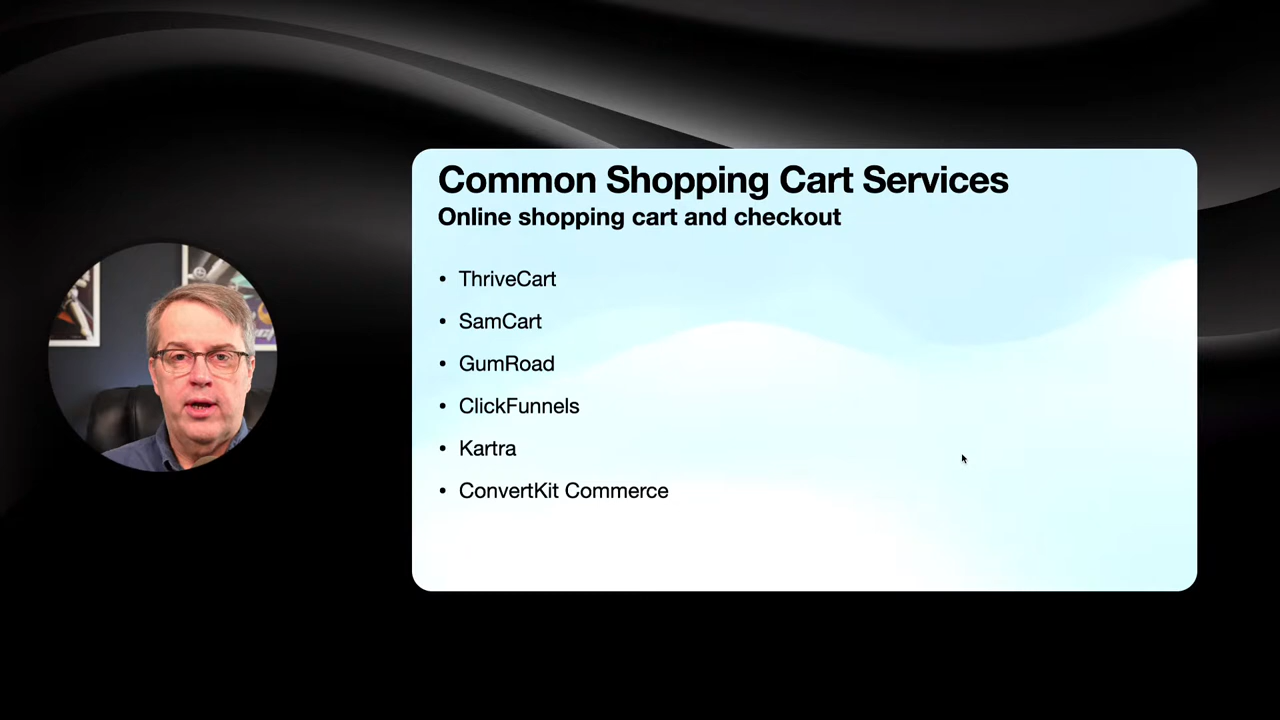 Common Shopping Cart Services
Online shopping cart and checkout
• ThriveCart
• SamCart
• GumRoad
• ClickFunnels
• Kartra
• ConvertKit Commerce